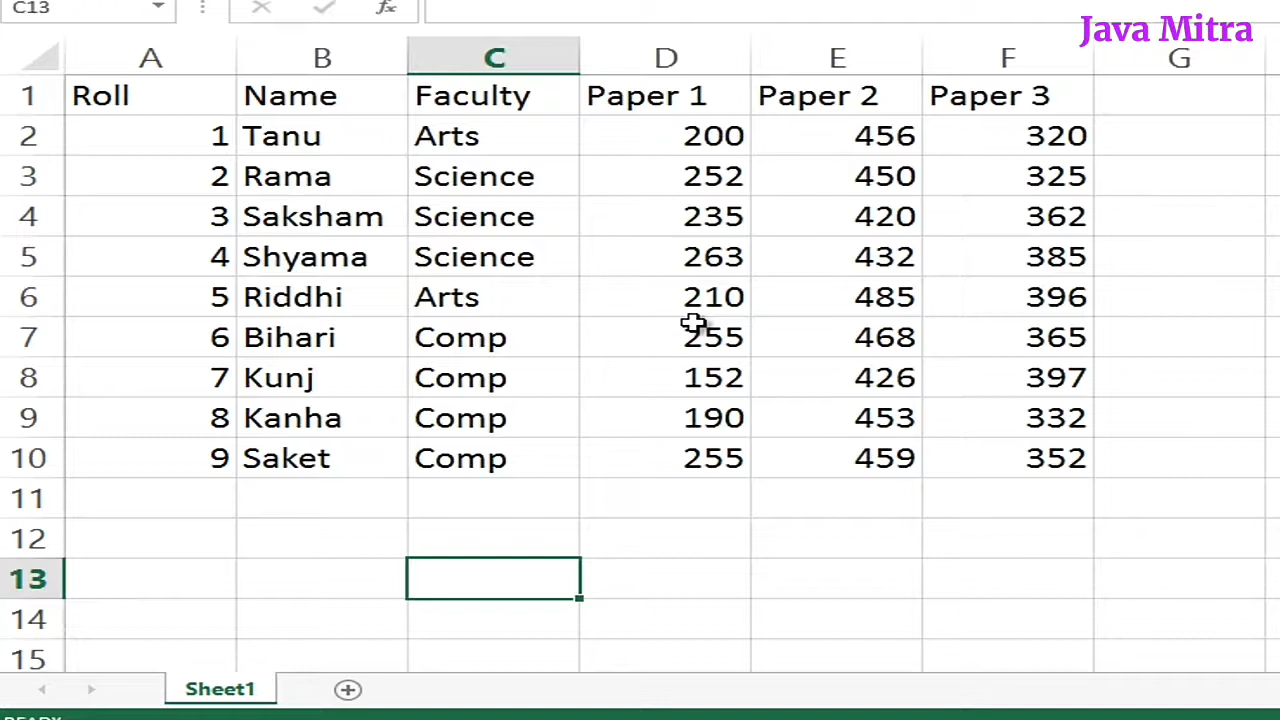 C13 fx
Java Mitra
A B C D E F G
1 Roll Name Faculty Paper 1 Paper 2 Paper 3
2 1 Tanu Arts 200 456 320
3 2 Rama Science 252 450 325
4 3 Saksham Science 235 420 362
5 4 Shyama Science 263 432 385
6 5 Riddhi Arts 210 485 396
7 6 Bihari Comp 255 468 365
8 7 Kunj Comp 152 426 397
9 8 Kanha Comp 190 453 332
10 9 Saket Comp 255 459 352
11
12
13
14
15
Sheet1
READY